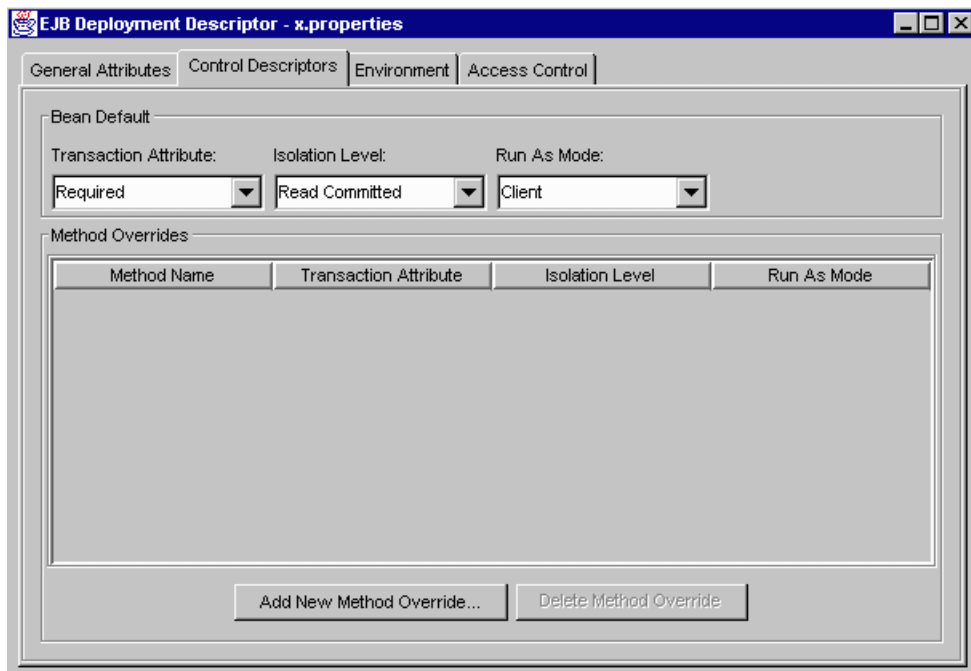 EJB Deployment Descriptor - x.properties
General Attributes Control Descriptors Environment Access Control
Bean Default
Transaction Attribute: Isolation Level: Run As Mode:
Required Read Committed Client
Method Overrides
Method Name Transaction Attribute Isolation Level Run As Mode
Add New Method Override... Delete Method Override